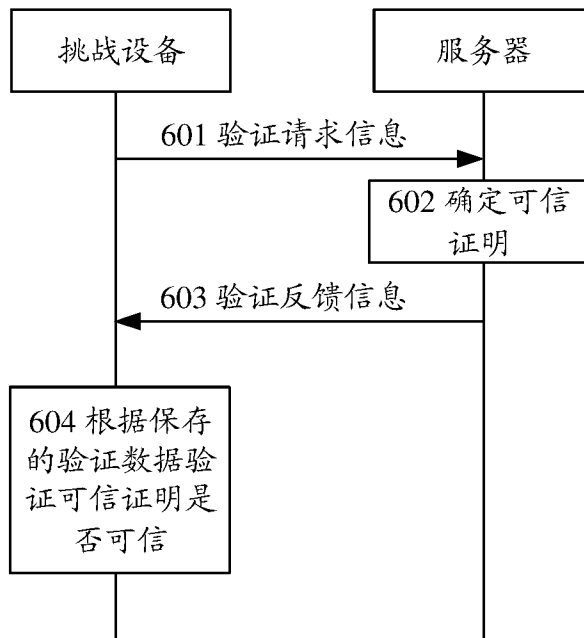 挑战设备
服务器
601 验证请求信息
602 确定可信
证明
603 验证反馈信息
604 根据保存
的验证数据验
证可信证明是
否可信